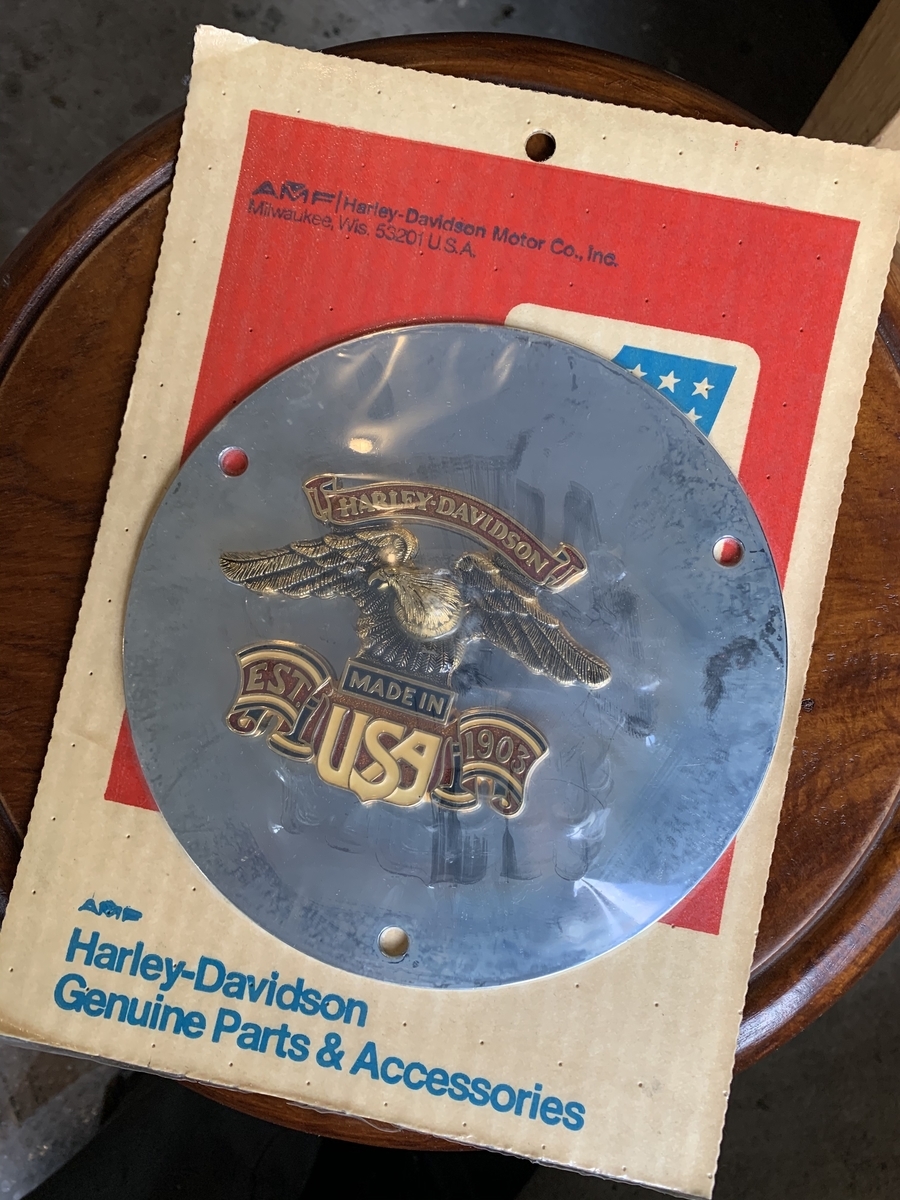 AMF | Harley-Davidson Motor Co., Inc.
Milwaukee, Wis. 53201 U.S.A.
HARLEY-DAVIDSON
MADE IN
EST. USA 1903
AMF
Harley-Davidson
Genuine Parts & Accessories